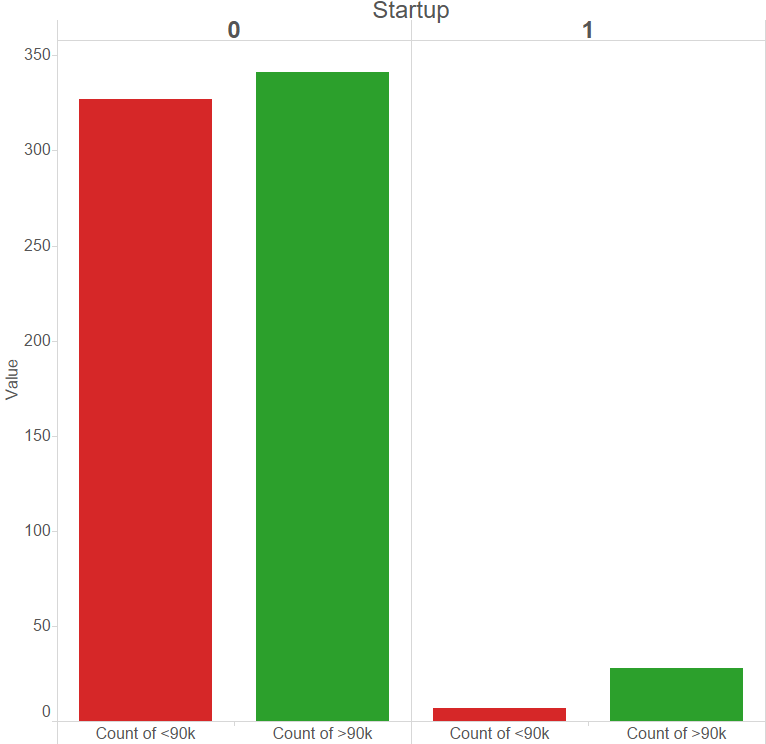 Startup
0
1
350
300
250
200
150
100
50
0
Value
Count of <90k
Count of >90k
Count of <90k
Count of >90k